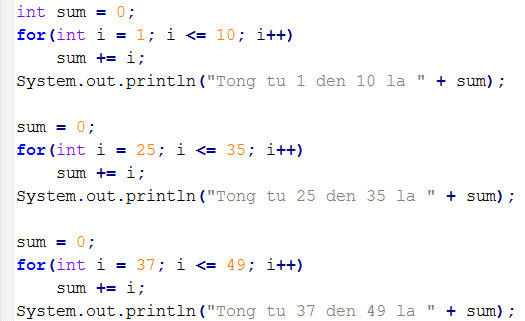 int sum = 0;
for(int i = 1; i <= 10; i++)
    sum += i;
System.out.println("Tong tu 1 den 10 la " + sum);

sum = 0;
for(int i = 25; i <= 35; i++)
    sum += i;
System.out.println("Tong tu 25 den 35 la " + sum);

sum = 0;
for(int i = 37; i <= 49; i++)
    sum += i;
System.out.println("Tong tu 37 den 49 la " + sum);